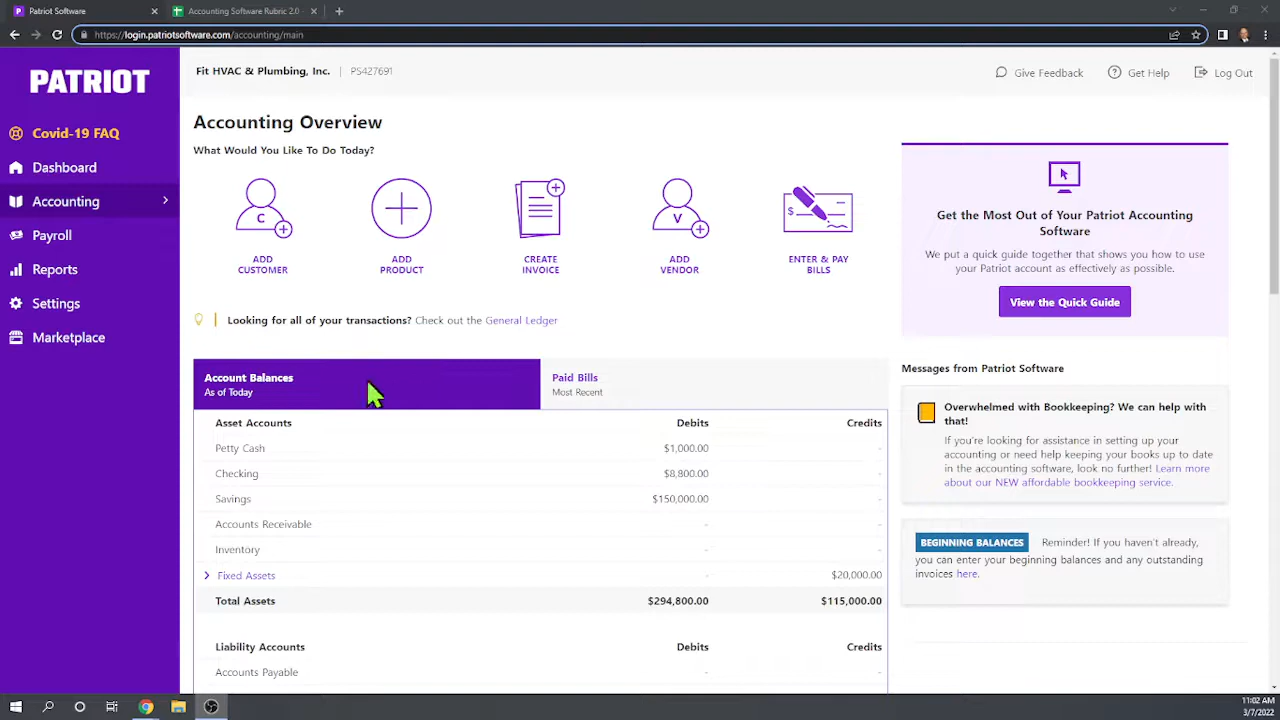 Patriot Software
Accounting Software Rubric 2.0 -
https://login.patriotsoftware.com/accounting/main
PATRIOT
Covid-19 FAQ
Dashboard
Accounting
Payroll
Reports
Settings
Marketplace
Fit HVAC & Plumbing, Inc. | PS427691
Give Feedback
Get Help
Log Out
Accounting Overview
What Would You Like To Do Today?
C
ADD
CUSTOMER
ADD
PRODUCT
CREATE
INVOICE
V
ADD
VENDOR
$
ENTER & PAY
BILLS
Looking for all of your transactions? Check out the General Ledger
Get the Most Out of Your Patriot Accounting
Software
We put a quick guide together that shows you how to use
your Patriot account as effectively as possible.
View the Quick Guide
Account Balances
As of Today
Paid Bills
Most Recent
Asset Accounts Debits Credits
Petty Cash $1,000.00 -
Checking $8,800.00 -
Savings $150,000.00 -
Accounts Receivable - -
Inventory - -
Fixed Assets - $20,000.00
Total Assets $294,800.00 $115,000.00
Liability Accounts Debits Credits
Accounts Payable - -
Messages from Patriot Software
Overwhelmed with Bookkeeping? We can help with
that!
If you're looking for assistance in setting up your
accounting or need help keeping your books up to date
in the accounting software, look no further! Learn more
about our NEW affordable bookkeeping service.
BEGINNING BALANCES Reminder! If you haven't already,
you can enter your beginning balances and any outstanding
invoices here.
11:02 AM
3/7/2022